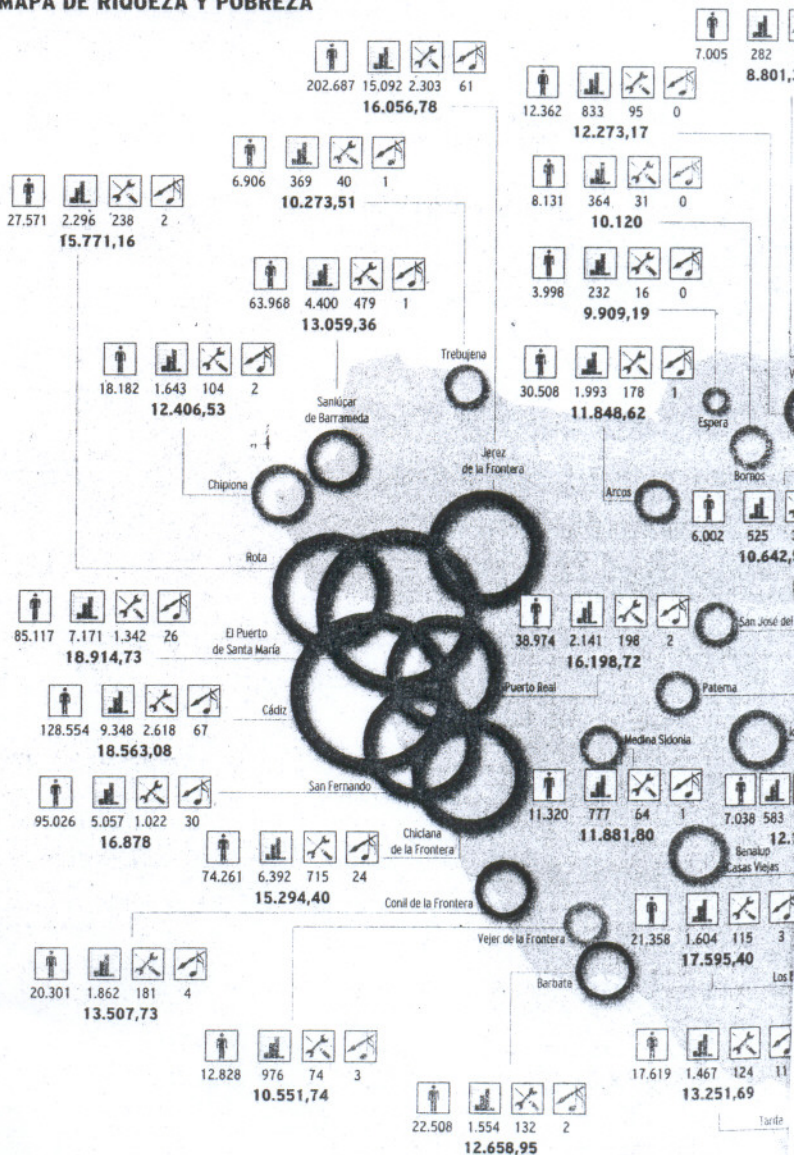 MAPA DE RIQUEZA Y POBREZA
7.005 282
8.801,
202.687 15.092 2.303 61
16.056,78
12.362 833 95 0
12.273,17
6.906 369 40 1
10.273,51
8.131 364 31 0
10.120
27.571 2.296 238 2
15.771,16
3.998 232 16 0
9.909,19
63.968 4.400 479 1
13.059,36
18.182 1.643 104 2
12.406,53
30.508 1.993 178 1
11.848,62
Trebujena
Sanlúcar
de Barrameda
Espera
Jerez
de la Frontera
Bornos
Chipiona
Arcos
6.002 525
10.642,
Rota
85.117 7.171 1.342 26
18.914,73
El Puerto
de Santa María
38.974 2.141 198 2
16.198,72
San José del
Puerto Real
Paterna
128.554 9.348 2.618 67
18.563,08
Cádiz
Medina Sidonia
San Fernando
95.026 5.057 1.022 30
16.878
11.320 777 64 1
11.881,80
7.038 583
12.1
Chiclana
de la Frontera
74.261 6.392 715 24
15.294,40
Benalup
Casas Viejas
Conil de la Frontera
21.358 1.604 115 3
17.595,40
Vejer de la Frontera
Barbate
Los
20.301 1.862 181 4
13.507,73
12.828 976 74 3
10.551,74
17.619 1.467 124 11
13.251,69
22.508 1.554 132 2
12.658,95
Tarifa